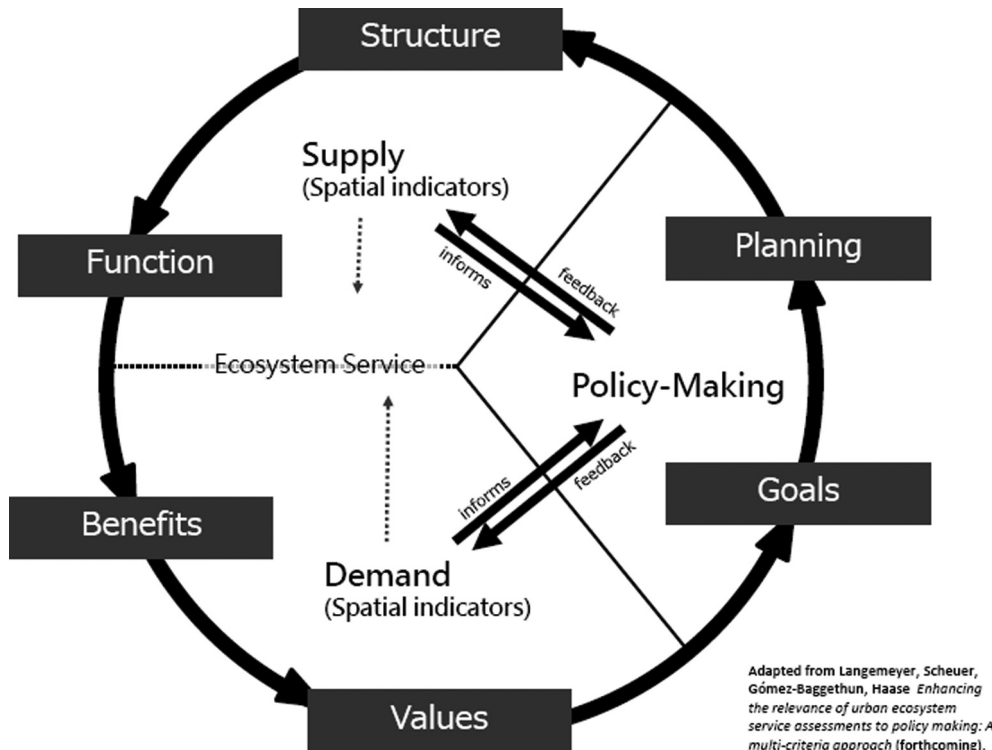 Structure
Supply
(Spatial indicators)
Function
Planning
informs
feedback
Ecosystem Service
Policy-Making
informs
feedback
Goals
Benefits
Demand
(Spatial indicators)
Values
Adapted from Langemeyer, Scheuer,
Gómez-Baggethun, Haase Enhancing
the relevance of urban ecosystem
service assessments to policy making: A
multi-criteria approach (forthcoming).